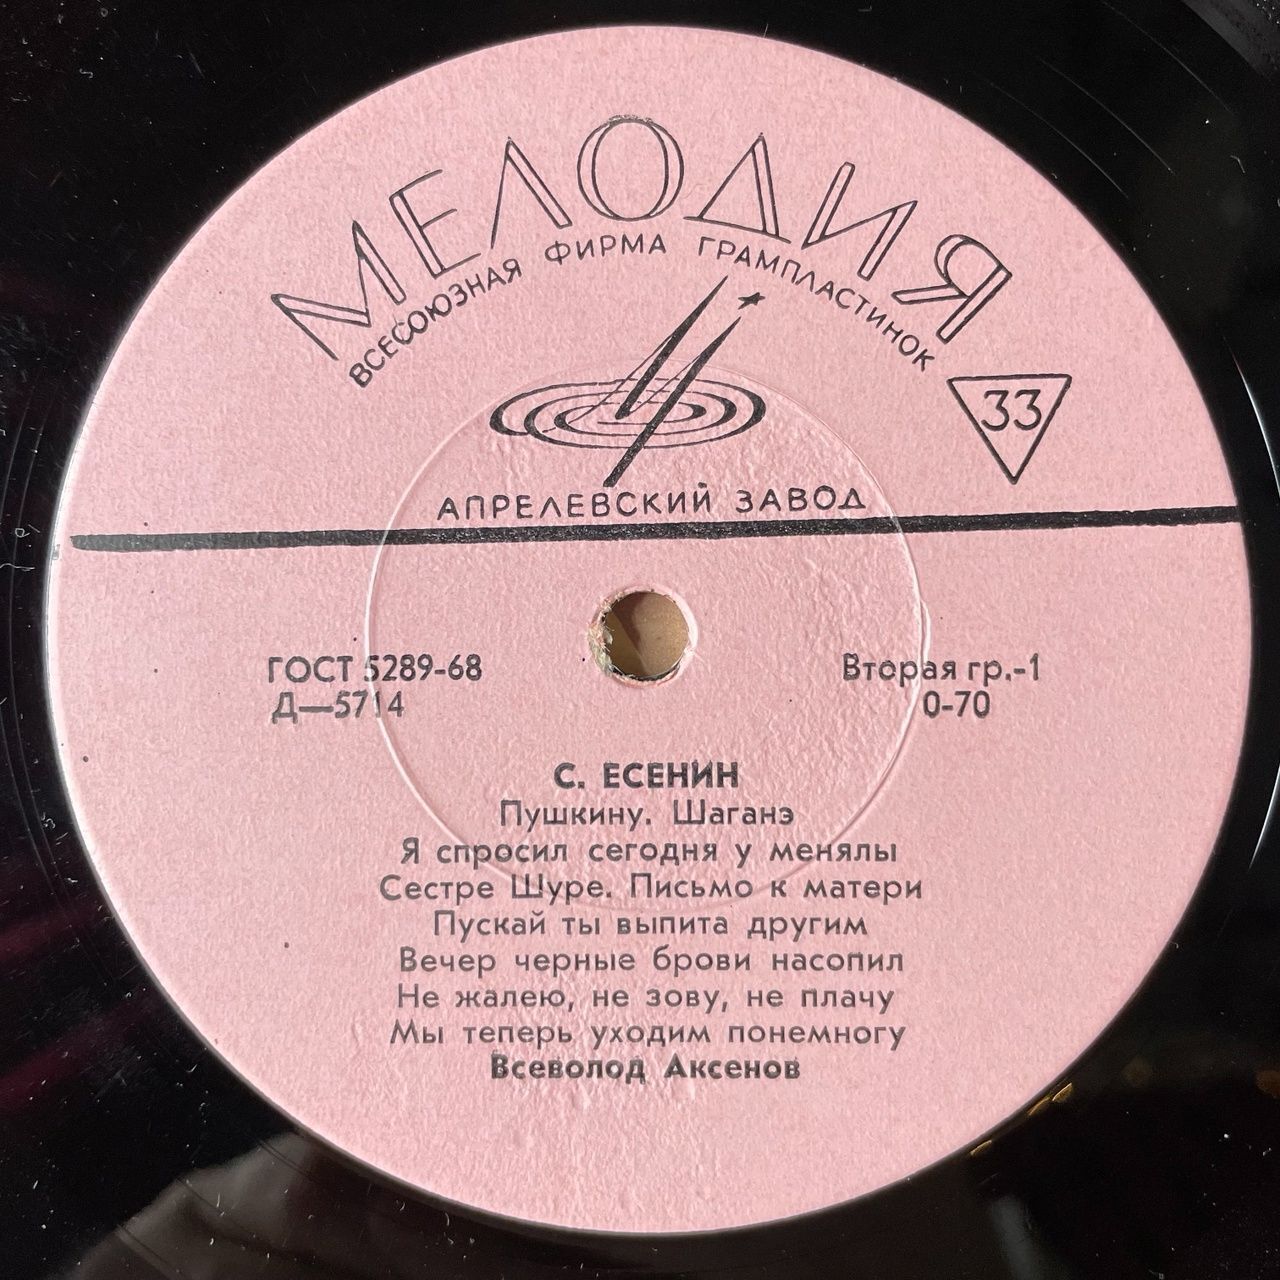 МЕЛОДИЯ
ВСЕСОЮЗНАЯ ФИРМА ГРАМПЛАСТИНОК
33
АПРЕЛЕВСКИЙ ЗАВОД
ГОСТ 5289-68
Д—5714
Вторая гр.-1
0-70
С. ЕСЕНИН
Пушкину. Шаганэ
Я спросил сегодня у менялы
Сестре Шуре. Письмо к матери
Пускай ты выпита другим
Вечер черные брови насопил
Не жалею, не зову, не плачу
Мы теперь уходим понемногу
Всеволод Аксенов